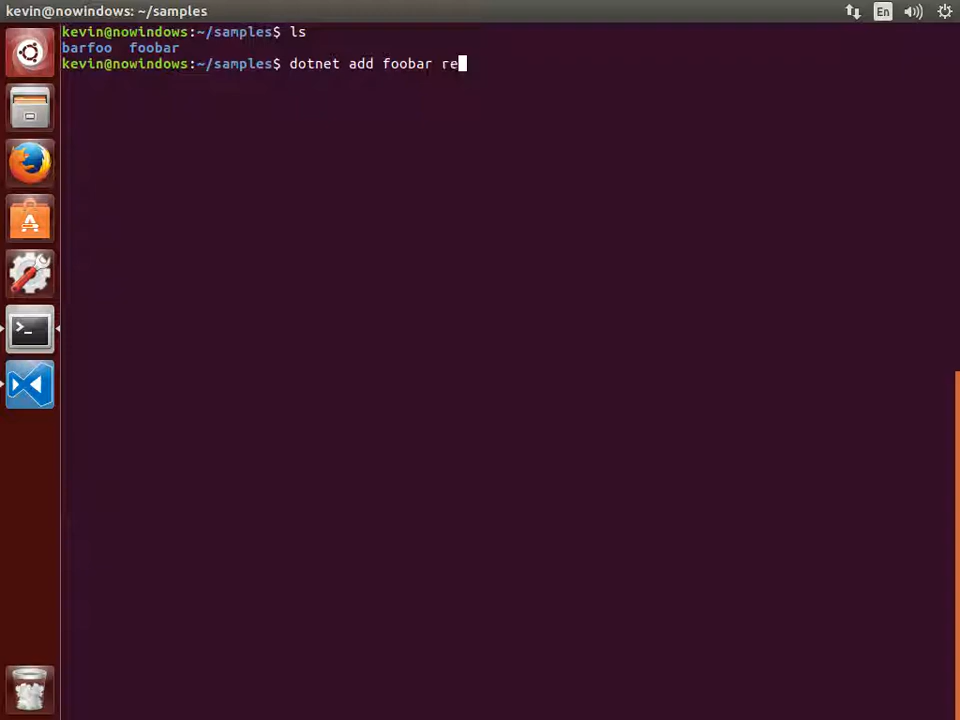 kevin@nowindows: ~/samples
En
kevin@nowindows:~/samples$ ls
barfoo  foobar
kevin@nowindows:~/samples$ dotnet add foobar re